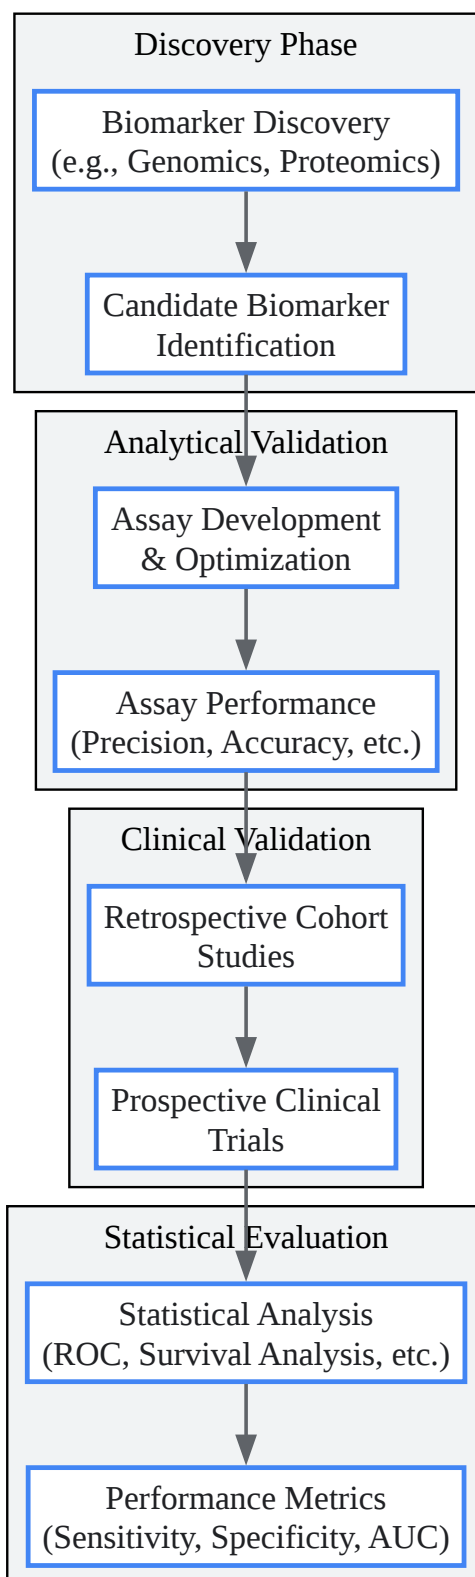 Discovery Phase
Biomarker Discovery
(e.g., Genomics, Proteomics)
Candidate Biomarker
Identification
Analytical Validation
Assay Development
& Optimization
Assay Performance
(Precision, Accuracy, etc.)
Clinical Validation
Retrospective Cohort
Studies
Prospective Clinical
Trials
Statistical Evaluation
Statistical Analysis
(ROC, Survival Analysis, etc.)
Performance Metrics
(Sensitivity, Specificity, AUC)